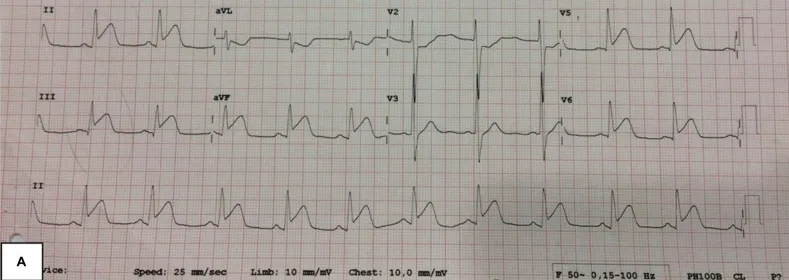 II aVL V2 V5
III aVF V3 V6
II
A
vice: Speed: 25 mm/sec Limb: 10 mm/mV Chest: 10,0 mm/mV F 50~ 0,15-100 Hz PH100B CL P?